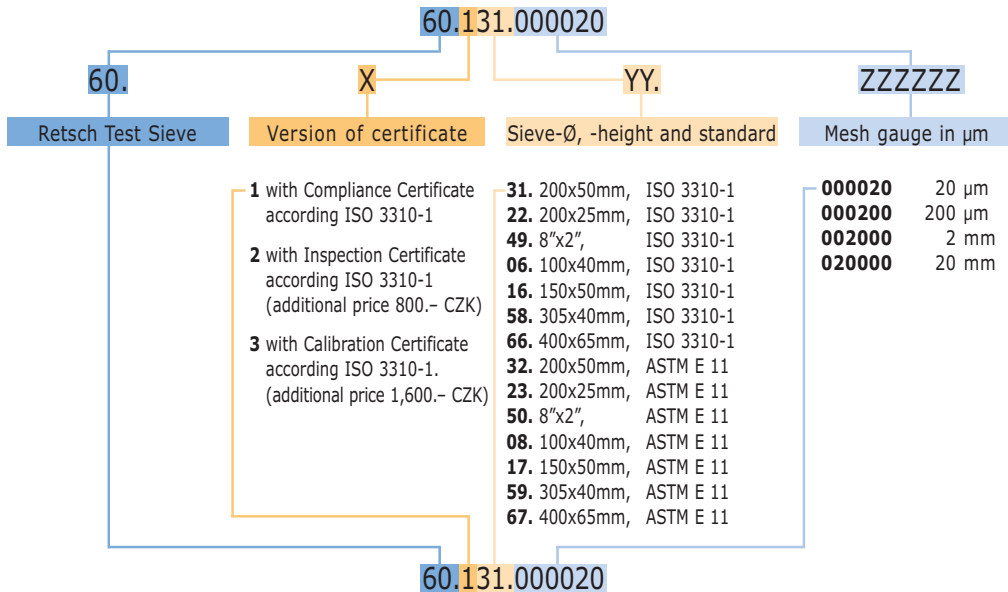 60.131.000020
60. X YY. ZZZZZZ
Retsch Test Sieve Version of certificate Sieve-Ø, -height and standard Mesh gauge in µm
1 with Compliance Certificate
according ISO 3310-1
2 with Inspection Certificate
according ISO 3310-1
(additional price 800.– CZK)
3 with Calibration Certificate
according ISO 3310-1.
(additional price 1,600.– CZK)
31. 200x50mm, ISO 3310-1
22. 200x25mm, ISO 3310-1
49. 8″x2″, ISO 3310-1
06. 100x40mm, ISO 3310-1
16. 150x50mm, ISO 3310-1
58. 305x40mm, ISO 3310-1
66. 400x65mm, ISO 3310-1
32. 200x50mm, ASTM E 11
23. 200x25mm, ASTM E 11
50. 8″x2″, ASTM E 11
08. 100x40mm, ASTM E 11
17. 150x50mm, ASTM E 11
59. 305x40mm, ASTM E 11
67. 400x65mm, ASTM E 11
000020 20 µm
000200 200 µm
002000 2 mm
020000 20 mm
60.131.000020